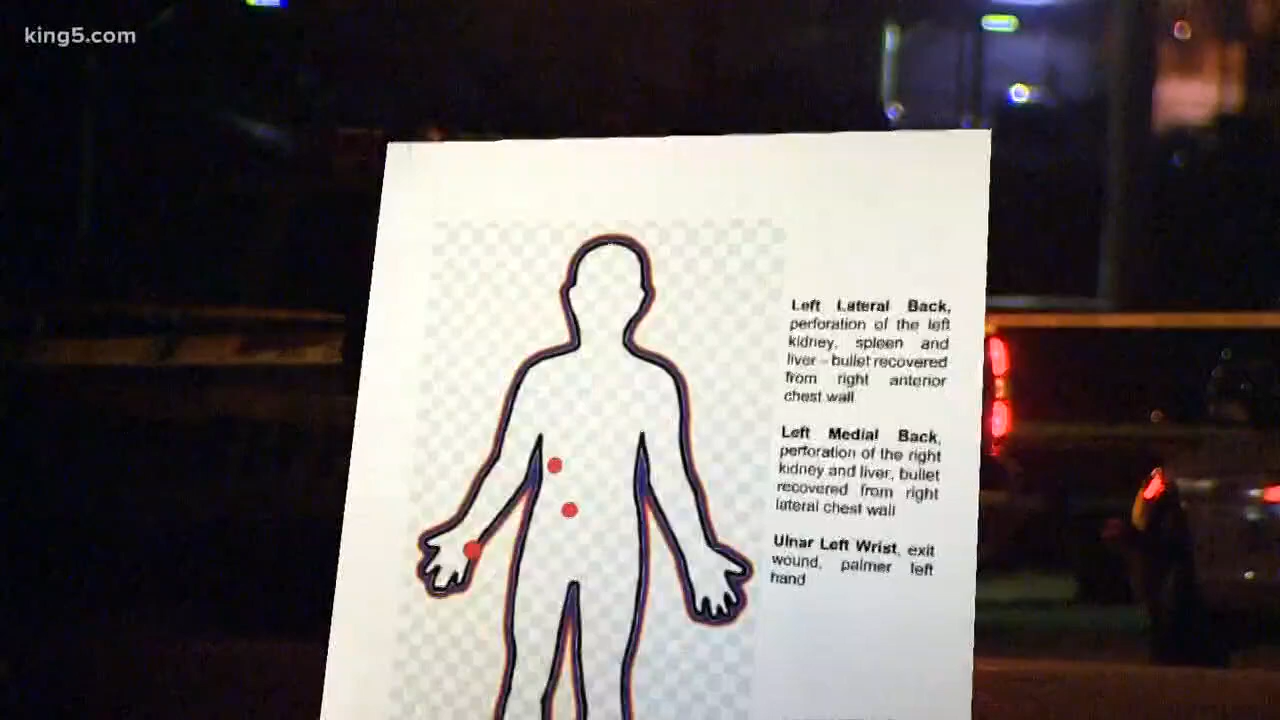 king5.com
Left Lateral Back,
perforation of the left
kidney, spleen and
liver - bullet recovered
from right anterior
chest wall
Left Medial Back,
perforation of the right
kidney and liver, bullet
recovered from right
lateral chest wall
Ulnar Left Wrist, exit
wound, palmer left
hand